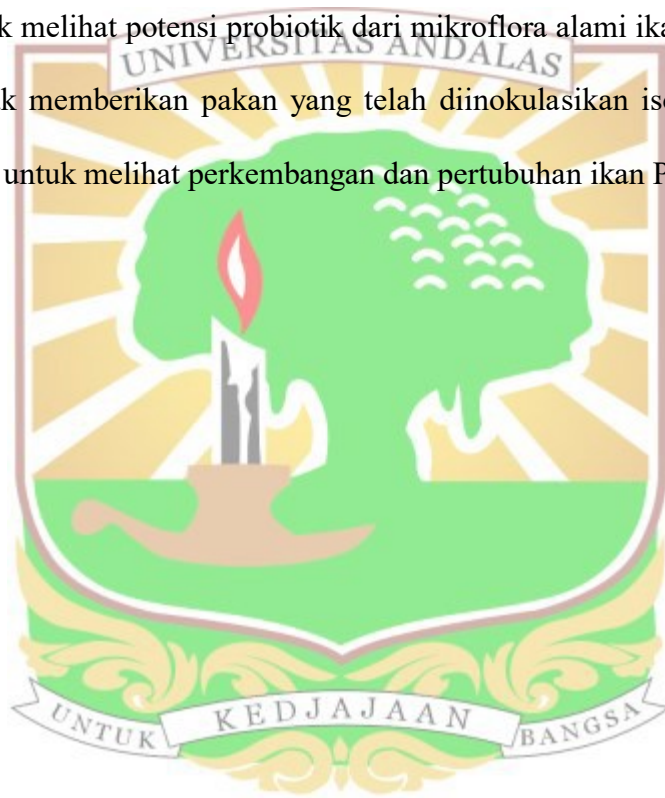 k melihat potensi probiotik dari mikroflora alami ika
UNIVERSITAS ANDALAS
k memberikan pakan yang telah diinokulasikan is
untuk melihat perkembangan dan pertubuhan ikan P
UNTUK KEDJAJAAN BANGSA